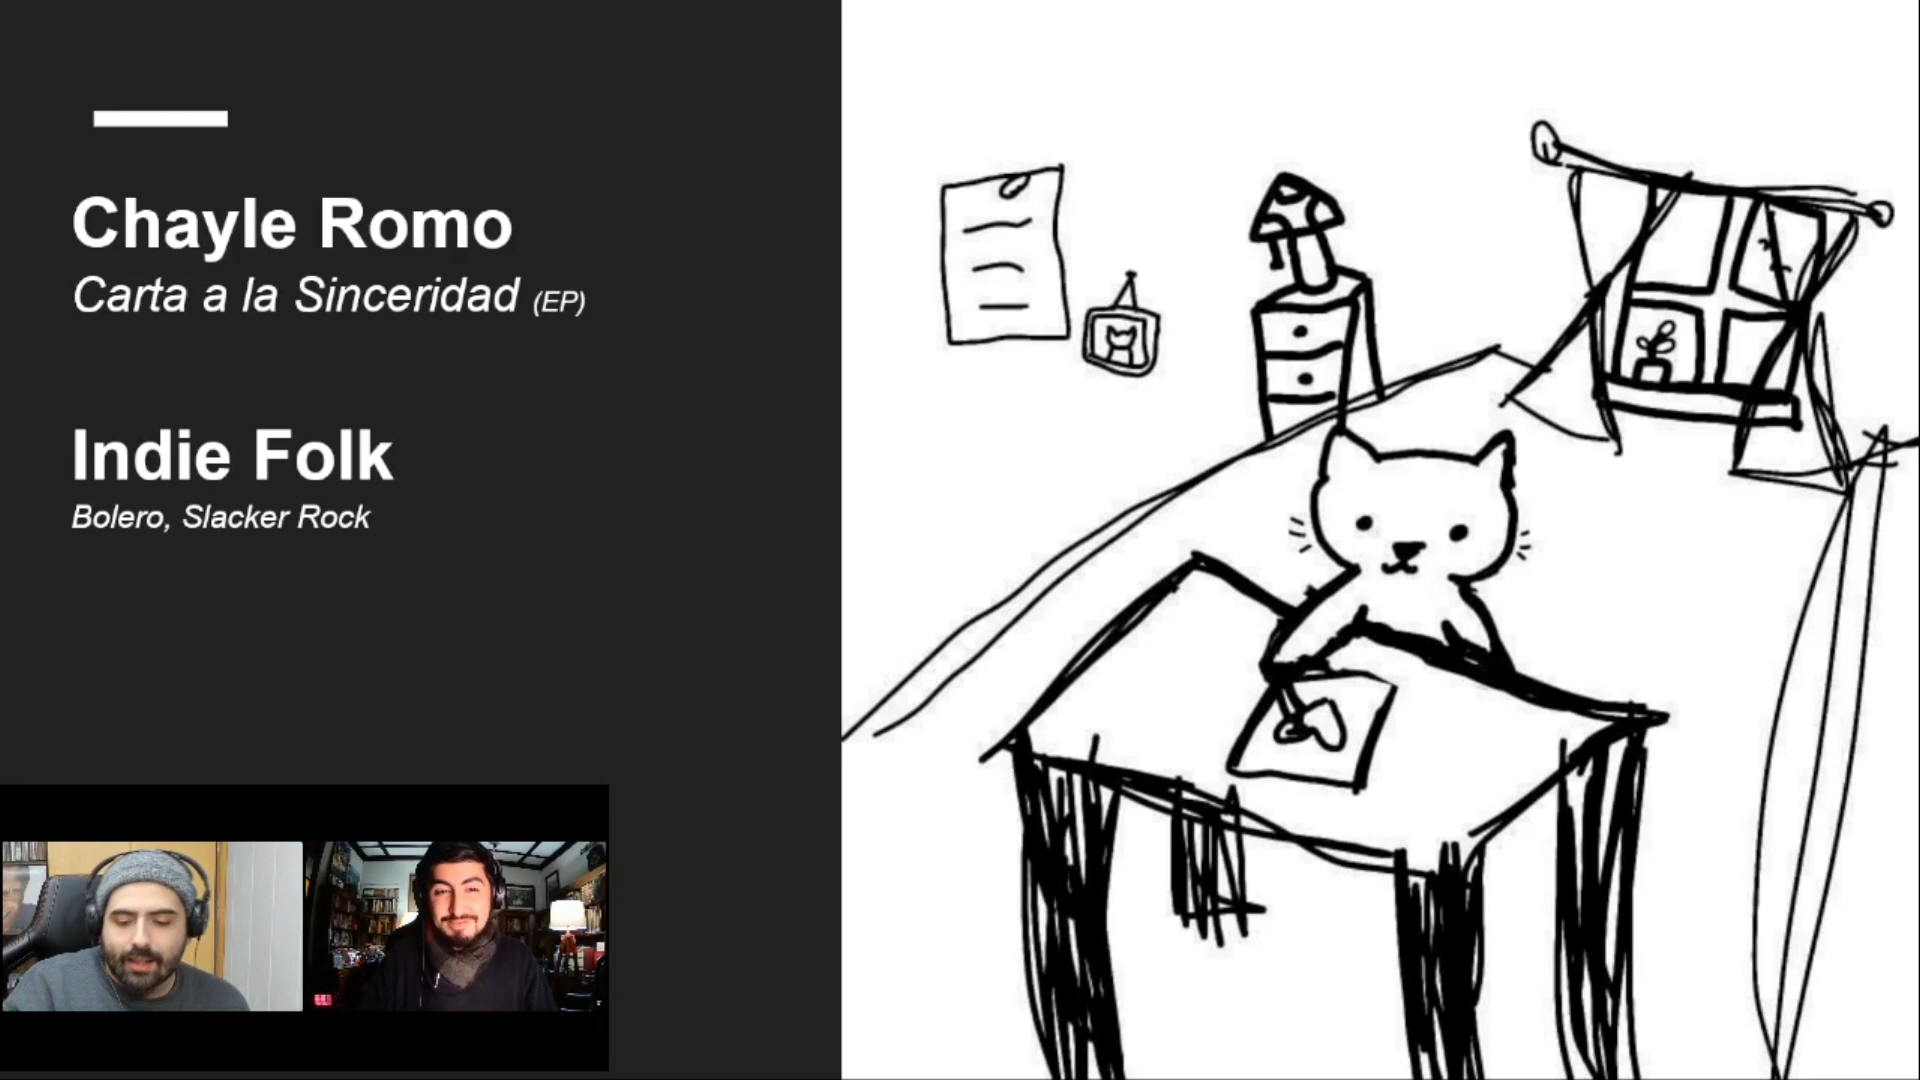 Chayle Romo
Carta a la Sinceridad (EP)
Indie Folk
Bolero, Slacker Rock